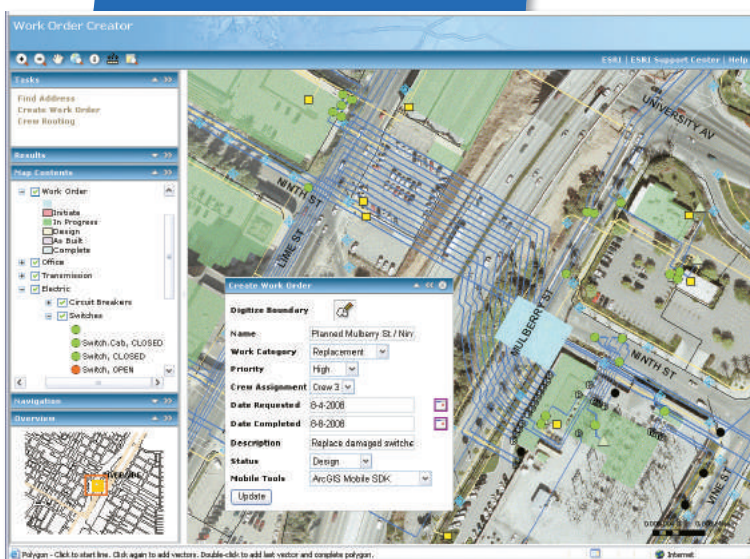 Work Order Creator
ESRI | ESRI Support Center | Help
Tasks
Find Address
Create Work Order
Crew Routing
Results
Map Contents
Work Order
Initiate
In Progress
Design
As Built
Complete
Office
Transmission
Electric
Circuit Breakers
Switches
Switch.Cab, CLOSED
Switch, CLOSED
Switch, OPEN
Navigation
Overview
UNIVERSITY AV
NINTH ST
LIME ST
MULBERRY ST
NINTH ST
VINE ST
Create Work Order
Digitize Boundary
Name Planned Mulberry St / Nin
Work Category Replacement
Priority High
Crew Assignment Crew 3
Date Requested 8-4-2008
Date Completed 8-8-2008
Description Replace damaged switche
Status Design
Mobile Tools ArcGIS Mobile SDK
Update
Polygon - Click to start line. Click again to add vectors. Double-click to add last vector and complete polygon.
Internet